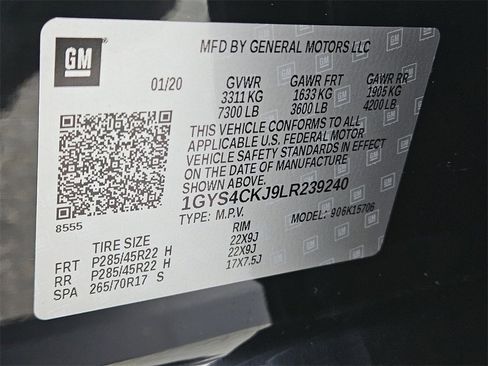 GM
MFD BY GENERAL MOTORS LLC
01/20 GVWR GAWR FRT GAWR RR
3311 KG 1633 KG 1905 KG
7300 LB 3600 LB 4200 LB
THIS VEHICLE CONFORMS TO ALL
APPLICABLE U.S. FEDERAL MOTOR
VEHICLE SAFETY STANDARDS IN EFFECT
ON THE DATE OF MANUFACTURE
SHOWN ABOVE.
1GYS4CKJ9LR239240
8555 TYPE: M.P.V. 906K15706
TIRE SIZE RIM
FRT P285/45R22 H 22X9J
RR P285/45R22 H 22X9J
SPA 265/70R17 S 17X7.5J